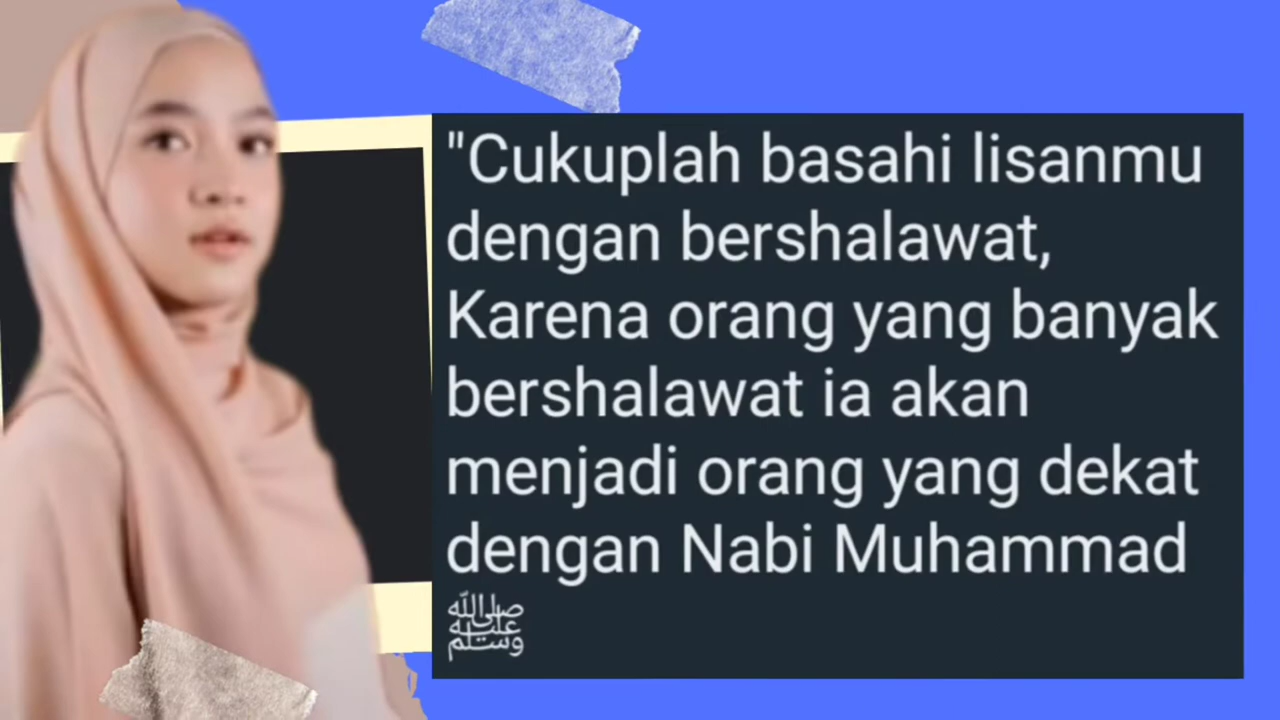 "Cukuplah basahi lisanmu
dengan bershalawat,
Karena orang yang banyak
bershalawat ia akan
menjadi orang yang dekat
dengan Nabi Muhammad
ﷺ